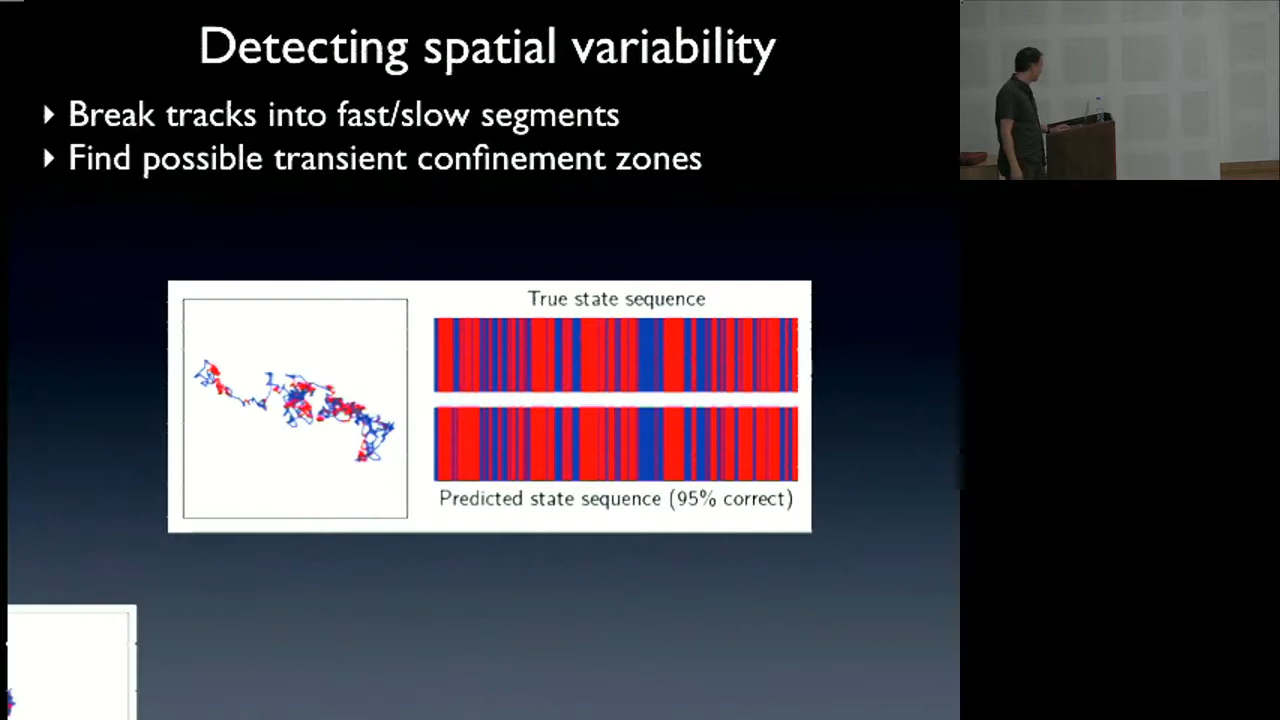 Detecting spatial variability
Break tracks into fast/slow segments
Find possible transient confinement zones
True state sequence
Predicted state sequence (95% correct)